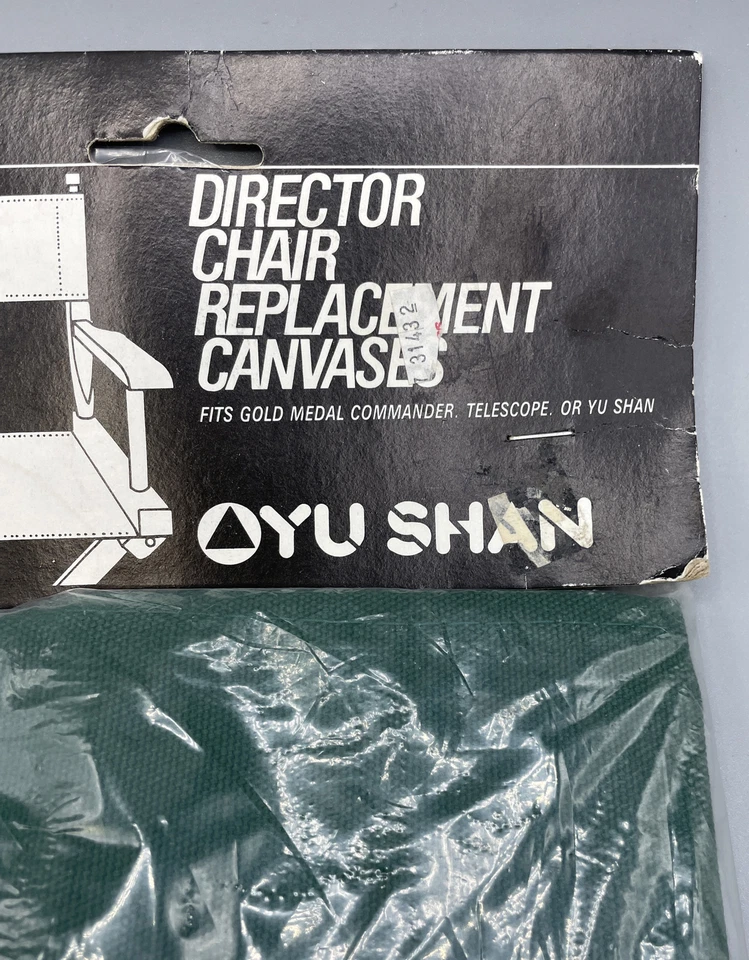 DIRECTOR
CHAIR
REPLACEMENT
CANVASES
31432
FITS GOLD MEDAL COMMANDER. TELESCOPE. OR YU SHAN
YU SHAN